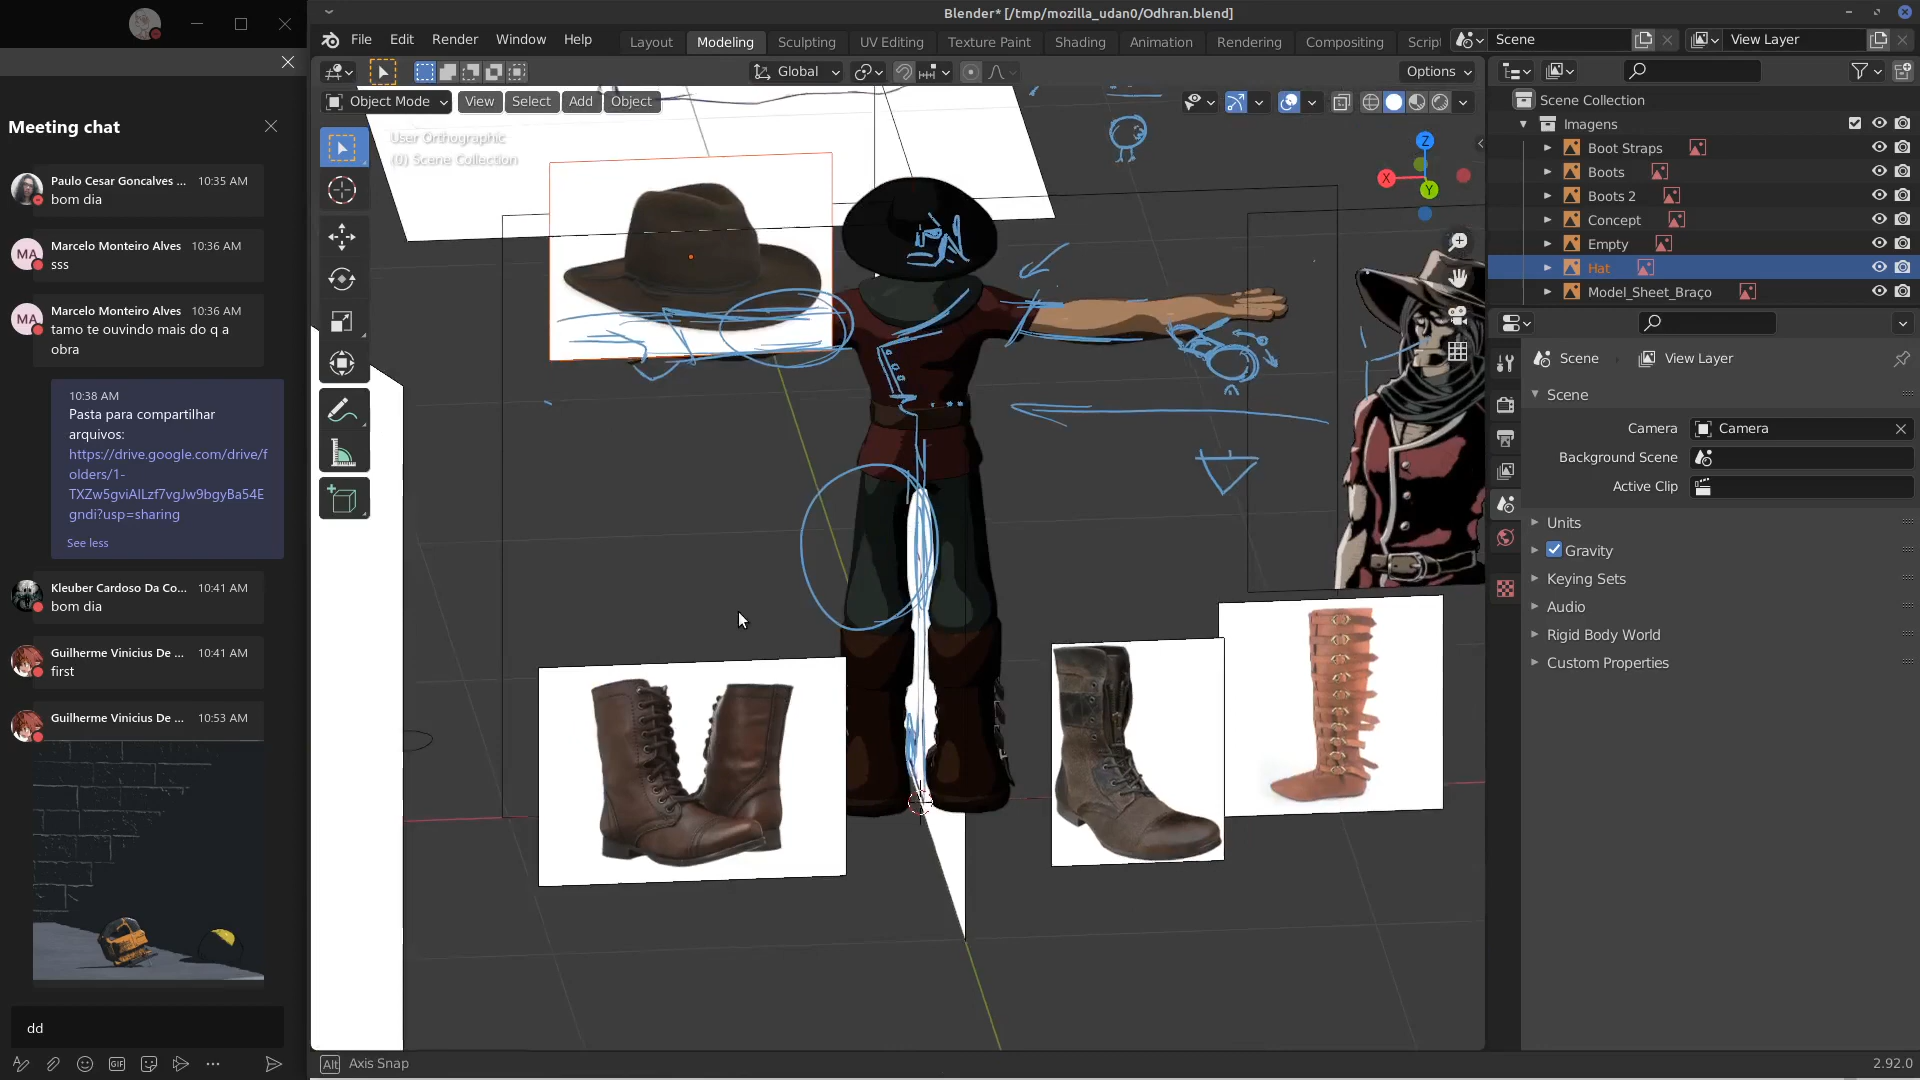 Meeting chat
Paulo Cesar Goncalves ... 10:35 AM
bom dia
Marcelo Monteiro Alves 10:36 AM
MA
sss
Marcelo Monteiro Alves 10:36 AM
MA
tamo te ouvindo mais do q a
obra
10:38 AM
Pasta para compartilhar
arquivos:
https://drive.google.com/drive/f
olders/1-
TXZw5gviAlLzf7vgJw9bgyBa54E
gndi?usp=sharing
See less
Kleuber Cardoso Da Co... 10:41 AM
bom dia
Guilherme Vinicius De ... 10:41 AM
first
Guilherme Vinicius De ... 10:53 AM
dd
GIF
Blender* [/tmp/mozilla_udan0/Odhran.blend]
File Edit Render Window Help
Layout Modeling Sculpting UV Editing Texture Paint Shading Animation Rendering Compositing Script
Scene View Layer
Global Options
Object Mode View Select Add Object
User Orthographic
(0) Scene Collection
Z
X
Y
Scene Collection
Imagens
Boot Straps
Boots
Boots 2
Concept
Empty
Hat
Model_Sheet_Braço
Scene View Layer
Scene
Camera Camera
Background Scene
Active Clip
Units
Gravity
Keying Sets
Audio
Rigid Body World
Custom Properties
Alt Axis Snap
2.92.0